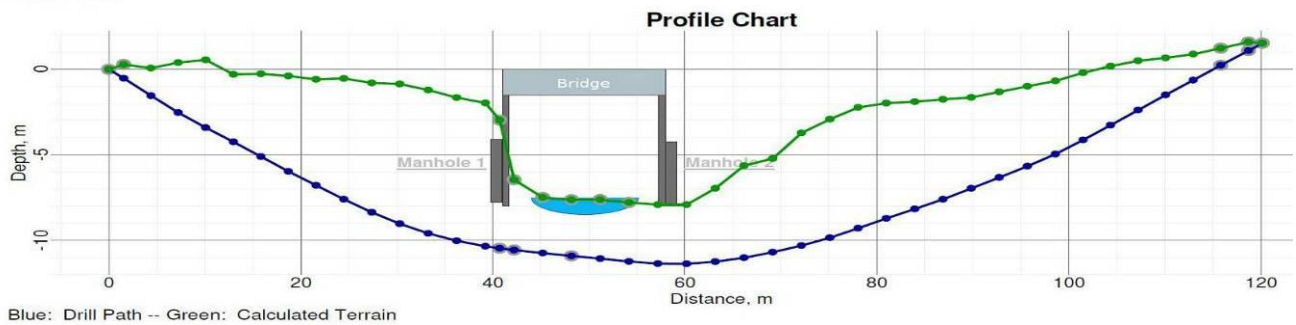 Profile Chart
0
Bridge
Depth, m
-5
Manhole 1
Manhole 2
-10
0
20
40
60
80
100
120
Distance, m
Blue: Drill Path -- Green: Calculated Terrain